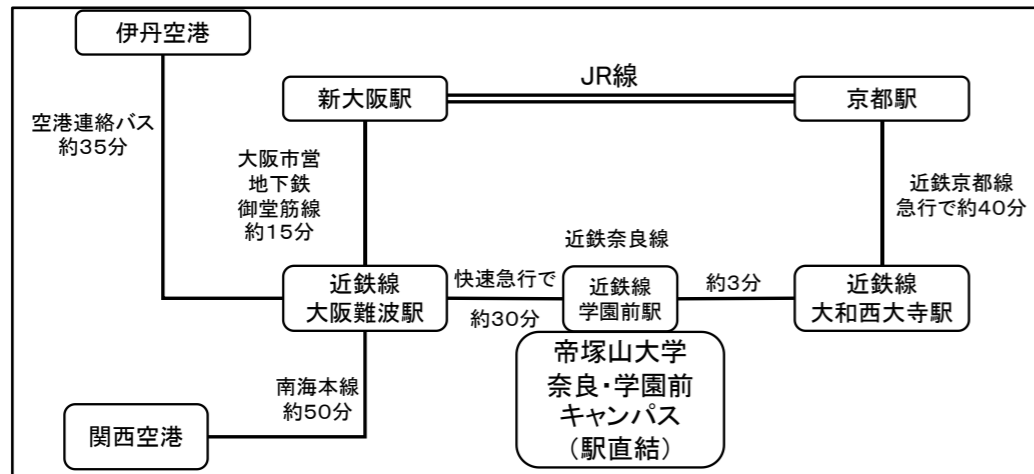 伊丹空港
JR線
新大阪駅
京都駅
空港連絡バス
約35分
大阪市営
地下鉄
御堂筋線
約15分
近鉄京都線
急行で約40分
近鉄奈良線
近鉄線
大阪難波駅
快速急行で
約30分
近鉄線
学園前駅
約3分
近鉄線
大和西大寺駅
帝塚山大学
奈良・学園前
キャンパス
（駅直結）
南海本線
約50分
関西空港